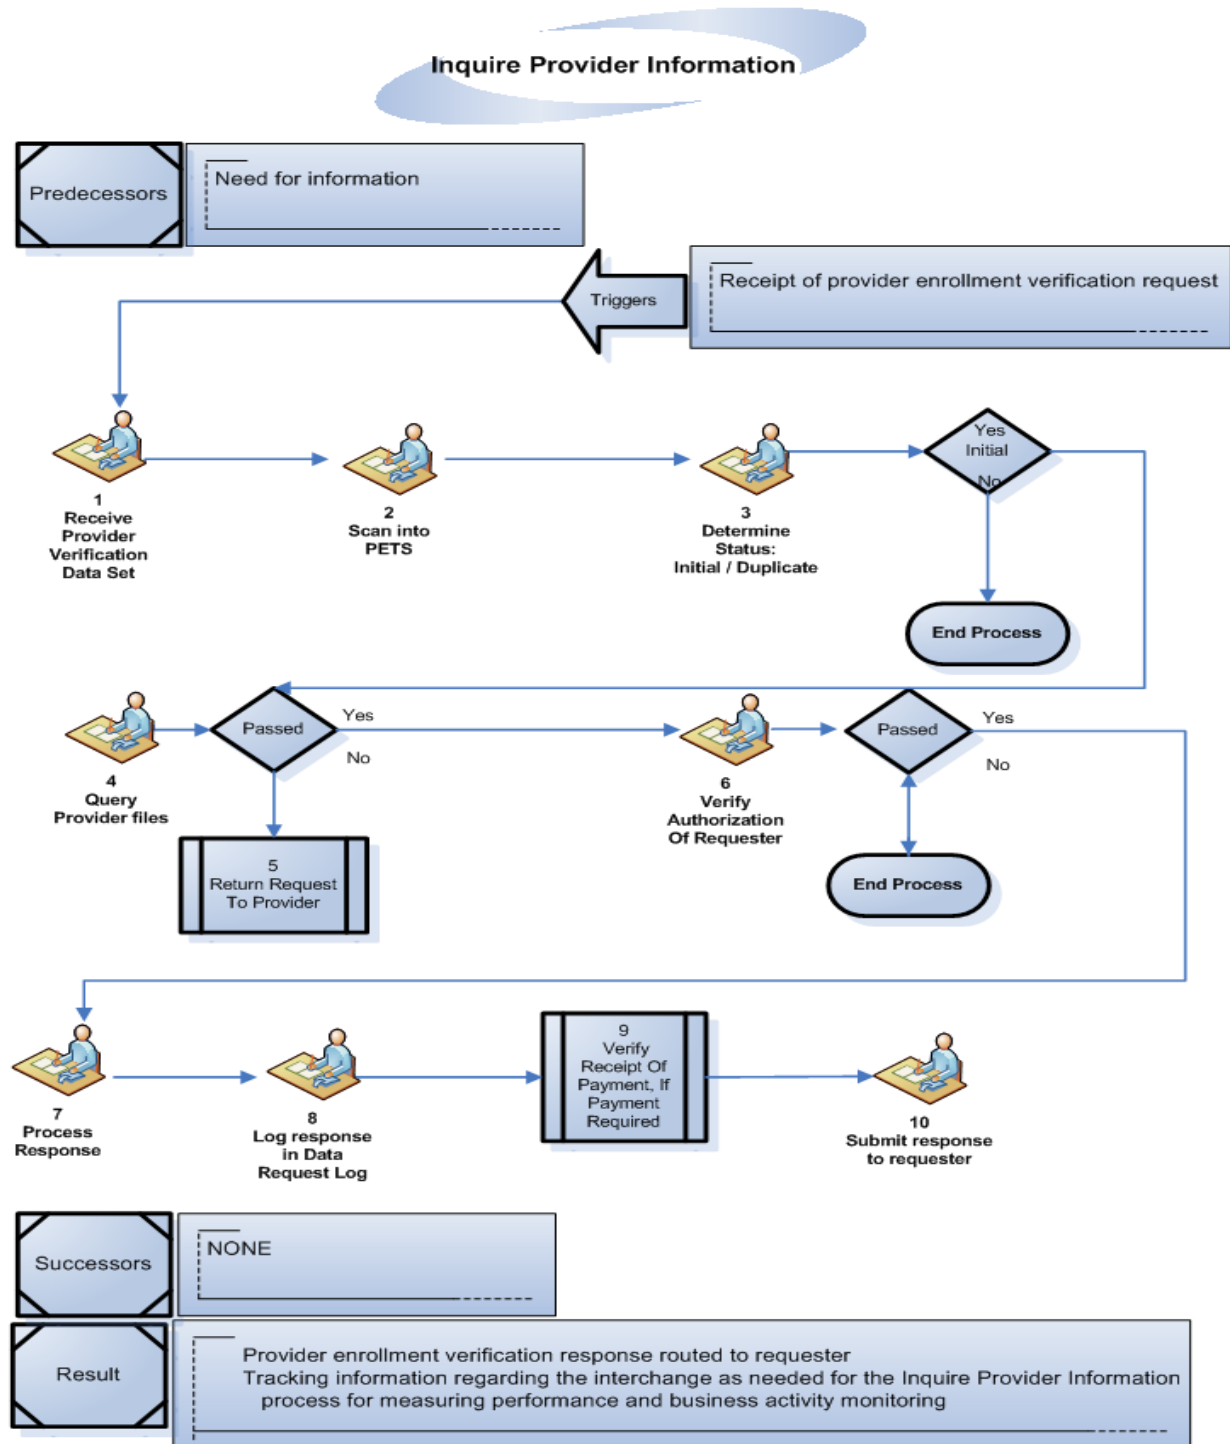 Inquire Provider Information
Predecessors
Need for information
Triggers
Receipt of provider enrollment verification request
1
Receive
Provider
Verification
Data Set
2
Scan into
PETS
3
Determine
Status:
Initial / Duplicate
Yes
Initial
No
End Process
4
Query
Provider files
Passed
Yes
No
5
Return Request
To Provider
6
Verify
Authorization
Of Requester
Passed
Yes
No
End Process
7
Process
Response
8
Log response
in Data
Request Log
9
Verify
Receipt Of
Payment, If
Payment
Required
10
Submit response
to requester
Successors
NONE
Result
Provider enrollment verification response routed to requester
Tracking information regarding the interchange as needed for the Inquire Provider Information
process for measuring performance and business activity monitoring